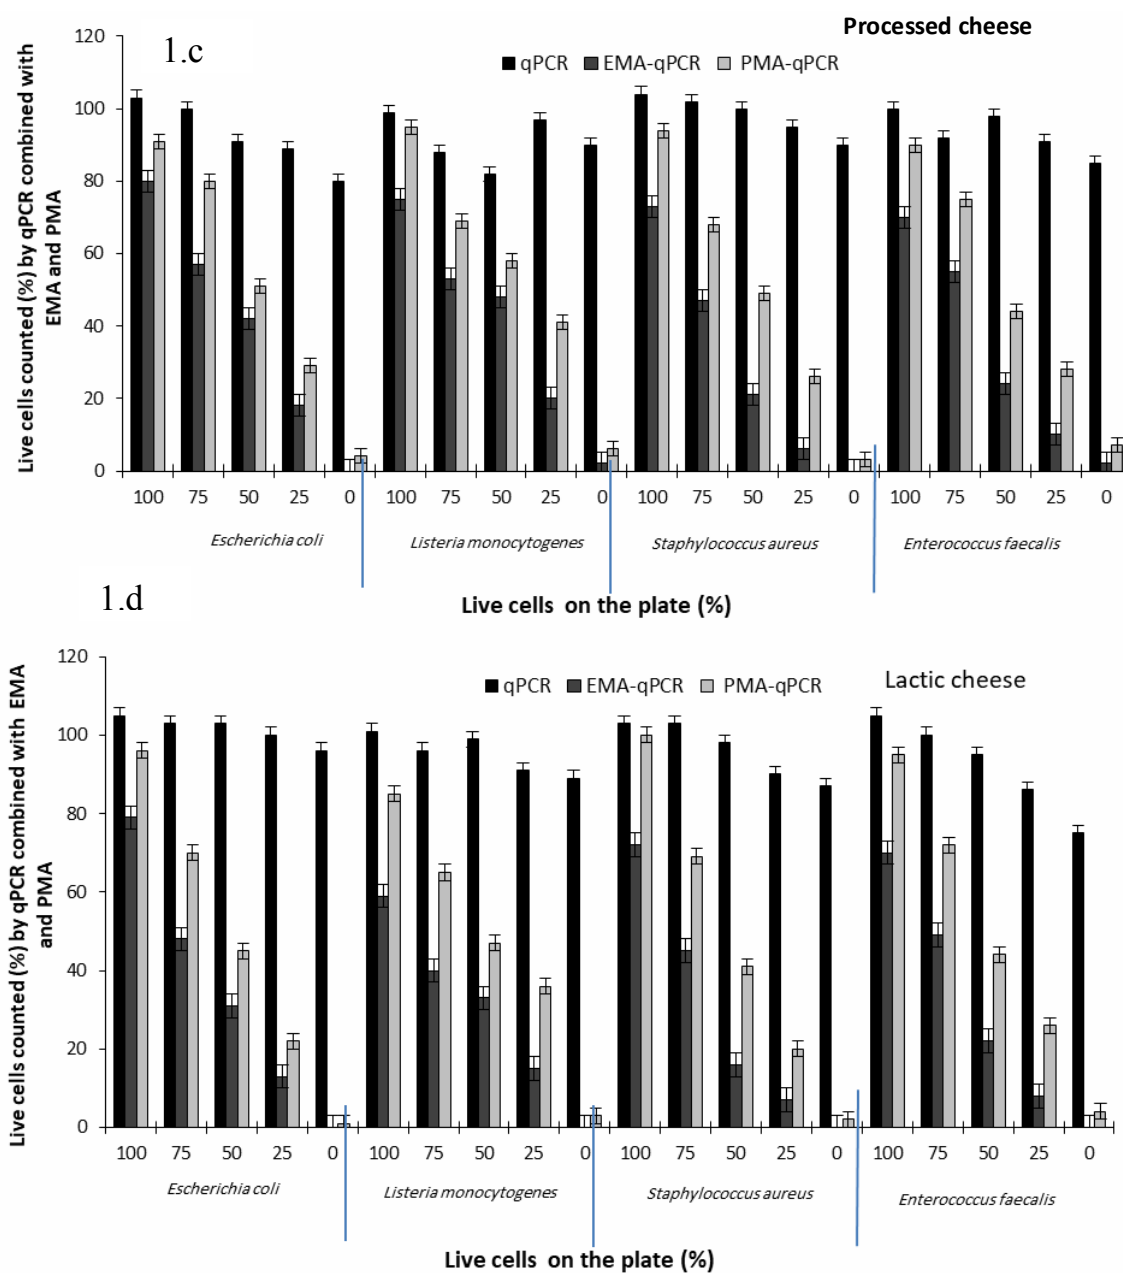 Processed cheese
1.c
qPCR EMA-qPCR PMA-qPCR
Live cells counted (%) by qPCR combined with
EMA and PMA
120
100
80
60
40
20
0
100 75 50 25 0 100 75 50 25 0 100 75 50 25 0 100 75 50 25 0
Escherichia coli Listeria monocytogenes Staphylococcus aureus Enterococcus faecalis
Live cells on the plate (%)
1.d
Lactic cheese
qPCR EMA-qPCR PMA-qPCR
Live cells counted (%) by qPCR combined with EMA
and PMA
120
100
80
60
40
20
0
100 75 50 25 0 100 75 50 25 0 100 75 50 25 0 100 75 50 25 0
Escherichia coli Listeria monocytogenes Staphylococcus aureus Enterococcus faecalis
Live cells on the plate (%)